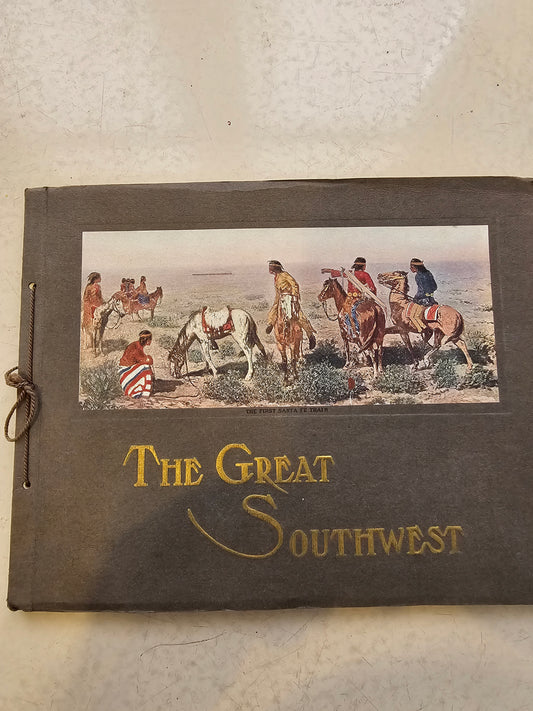 THE FIRST SANTA FE TRAIN
THE GREAT
SOUTHWEST